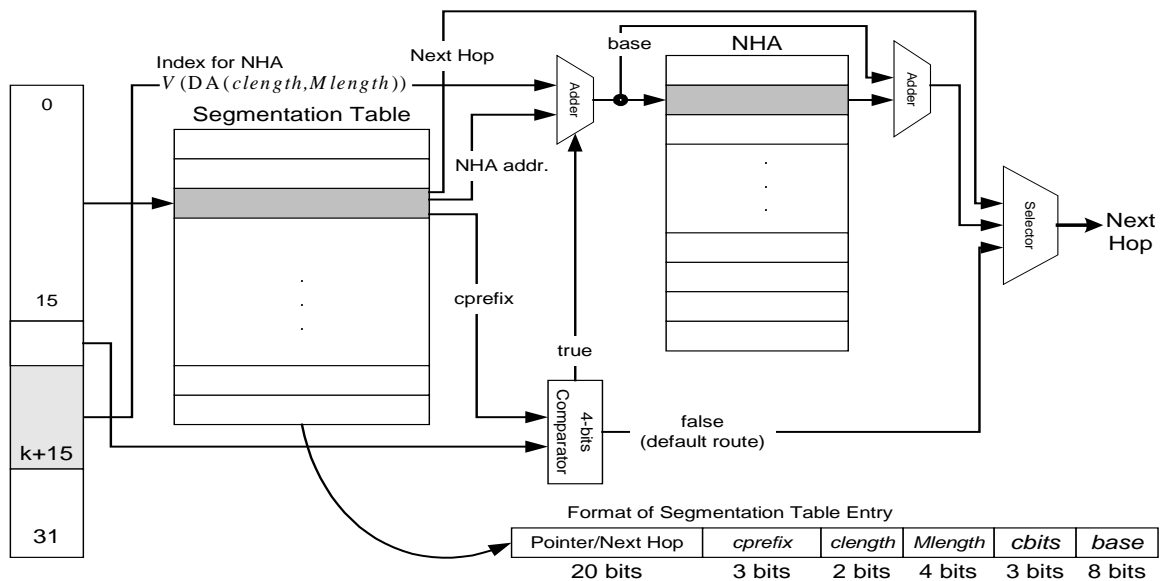 Index for NHA
V(DA(clength,Mlength))
Next Hop
base
NHA
0
15
k+15
31
Segmentation Table
.
.
.
NHA addr.
cprefix
Adder
true
4-bits
Comparator
false
(default route)
.
.
.
Adder
Selector
Next
Hop
Format of Segmentation Table Entry
Pointer/Next Hop cprefix clength Mlength cbits base
20 bits 3 bits 2 bits 4 bits 3 bits 8 bits